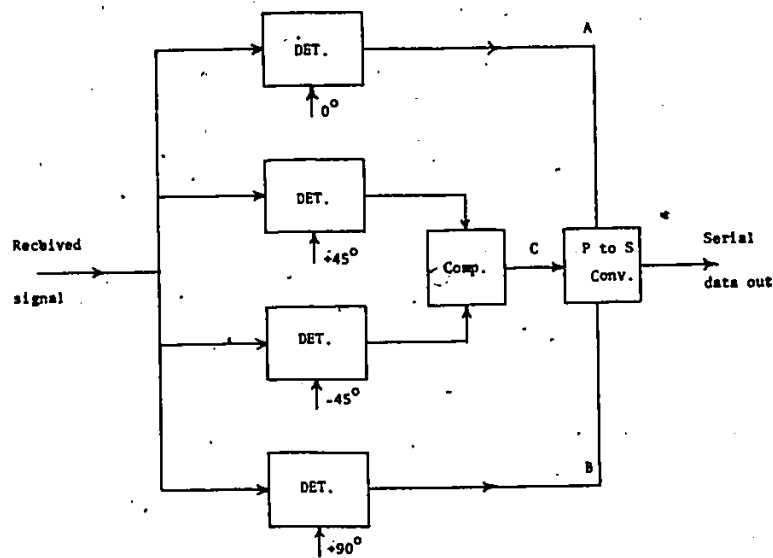 A
DET.
0°
DET.
+45°
Received
signal
Comp.
C
P to S
Conv.
Serial
data out
DET.
-45°
DET.
B
+90°